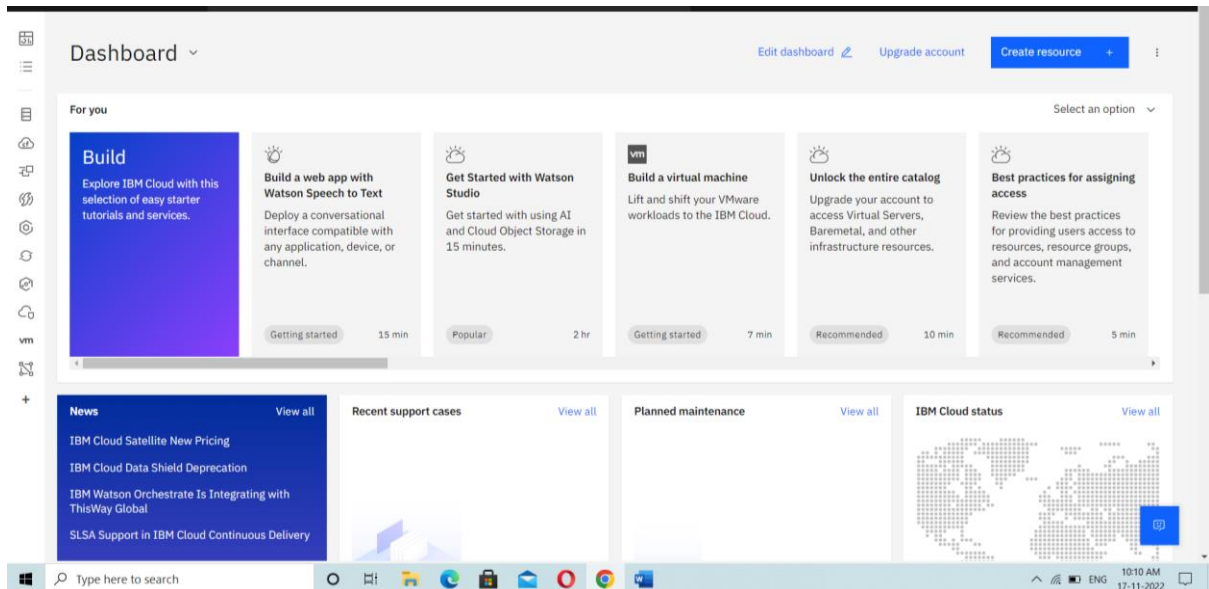 Dashboard
Edit dashboard
Upgrade account
Create resource +
For you
Select an option
Build
Explore IBM Cloud with this
selection of easy starter
tutorials and services.
Build a web app with
Watson Speech to Text
Deploy a conversational
interface compatible with
any application, device, or
channel.
Getting started 15 min
Get Started with Watson
Studio
Get started with using AI
and Cloud Object Storage in
15 minutes.
Popular 2 hr
vm
Build a virtual machine
Lift and shift your VMware
workloads to the IBM Cloud.
Getting started 7 min
Unlock the entire catalog
Upgrade your account to
access Virtual Servers,
Baremetal, and other
infrastructure resources.
Recommended 10 min
Best practices for assigning
access
Review the best practices
for providing users access to
resources, resource groups,
and account management
services.
Recommended 5 min
vm
+
News View all
IBM Cloud Satellite New Pricing
IBM Cloud Data Shield Deprecation
IBM Watson Orchestrate Is Integrating with
ThisWay Global
SLSA Support in IBM Cloud Continuous Delivery
Recent support cases View all
Planned maintenance View all
IBM Cloud status View all
Type here to search
ENG
10:10 AM
17-11-2022